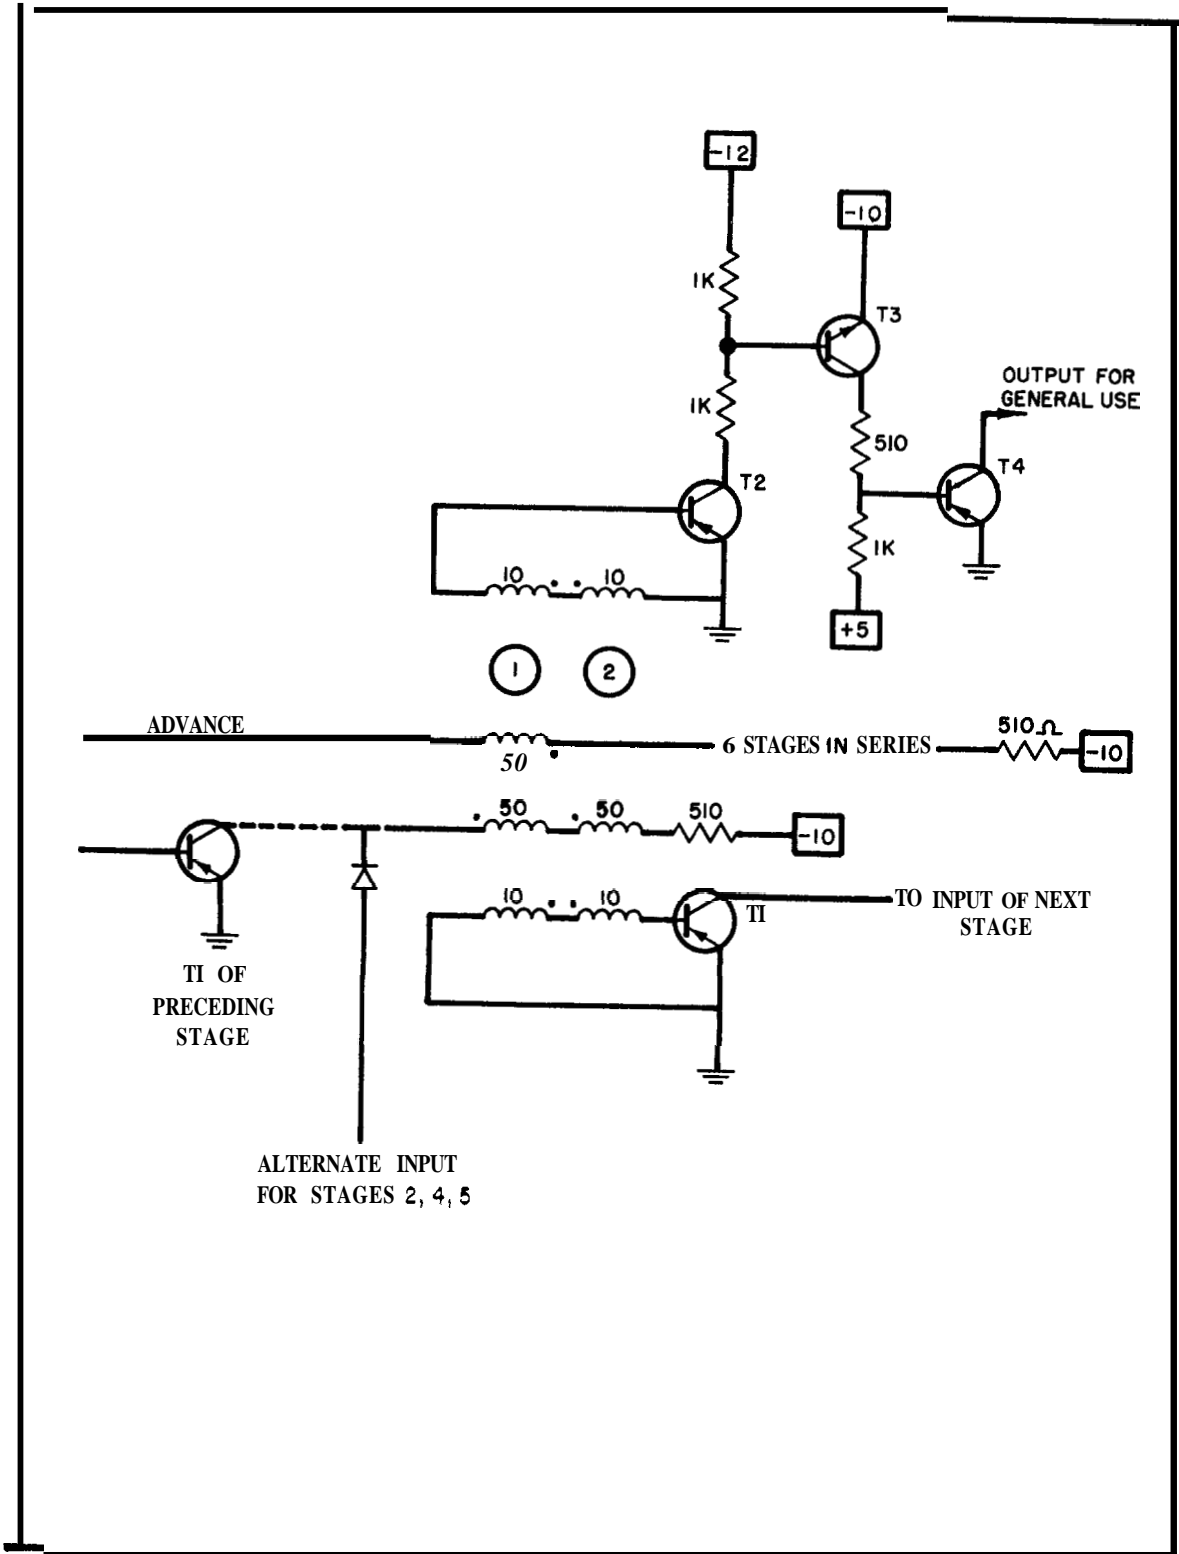 -12
-10
1K
T3
OUTPUT FOR
GENERAL USE
1K
510
T4
T2
1K
10 10
+5
1 2
ADVANCE
50
6 STAGES IN SERIES
510Ω
-10
50 50 510
-10
10 10
TI
TO INPUT OF NEXT
STAGE
TI OF
PRECEDING
STAGE
ALTERNATE INPUT
FOR STAGES 2, 4, 5